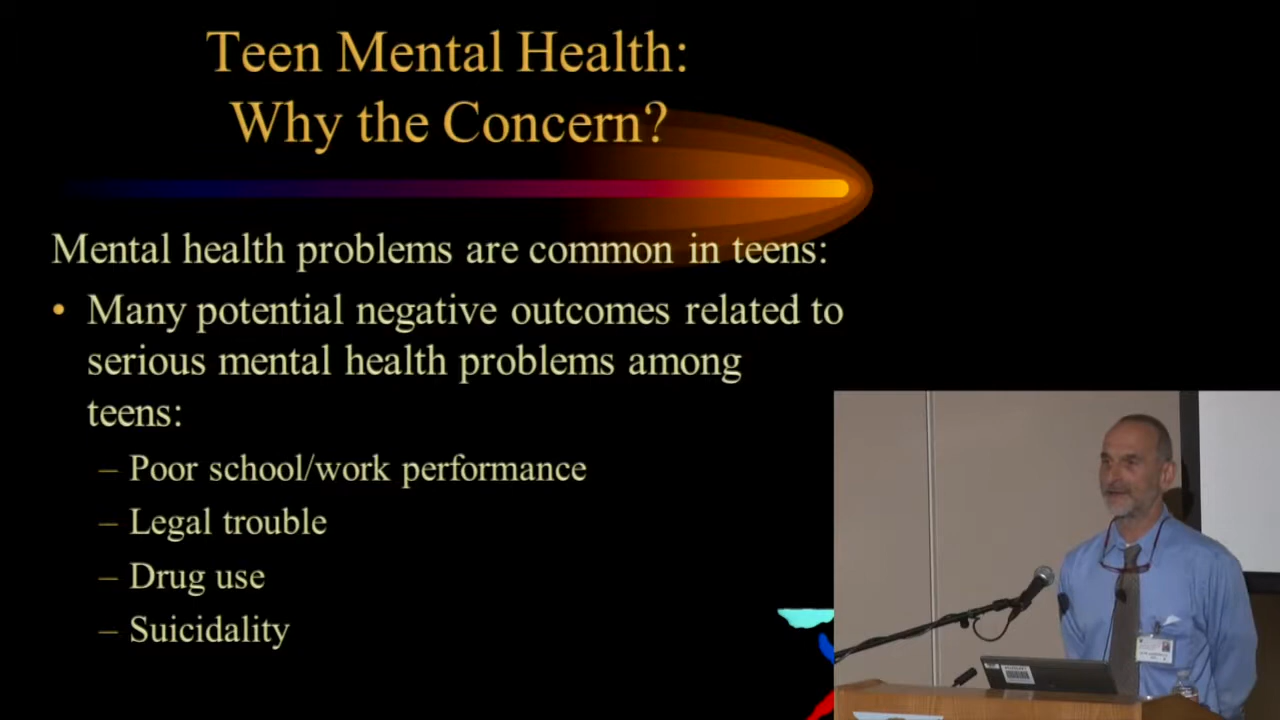 Teen Mental Health:
Why the Concern?
Mental health problems are common in teens:
• Many potential negative outcomes related to
serious mental health problems among
teens:
– Poor school/work performance
– Legal trouble
– Drug use
– Suicidality